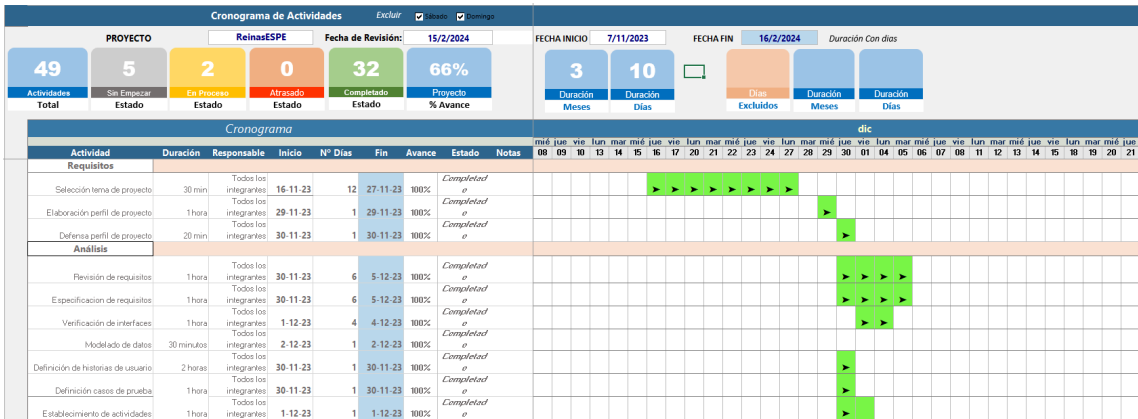 Cronograma de Actividades Excluir Sábado Domingo
PROYECTO ReinasESPE Fecha de Revisión: 15/2/2024 FECHA INICIO 7/11/2023 FECHA FIN 16/2/2024 Duración Con dias
49 5 2 0 32 66% 3 10
Actividades Sin Empezar En Proceso Atrasado Completado Proyecto Duración Duración Días Duración Duración
Total Estado Estado Estado Estado % Avance Meses Días Excluidos Meses Días
Cronograma dic
mié jue vie lun mar mié jue vie lun mar mié jue vie lun mar mié jue vie lun mar mié jue vie lun mar mié jue vie lun mar mié jue
Actividad Duración Responsable Inicio Nº Días Fin Avance Estado Notas 08 09 10 13 14 15 16 17 20 21 22 23 24 27 28 29 30 01 04 05 06 07 08 11 12 13 14 15 18 19 20 21
Requisitos
Selección tema de proyecto 30 min Todos los integrantes 16-11-23 12 27-11-23 100% Completado
Elaboración perfil de proyecto 1 hora Todos los integrantes 29-11-23 1 29-11-23 100% Completado
Defensa perfil de proyecto 20 min Todos los integrantes 30-11-23 1 30-11-23 100% Completado
Análisis
Revisión de requisitos 1 hora Todos los integrantes 30-11-23 6 5-12-23 100% Completado
Especificacion de requisitos 1 hora Todos los integrantes 30-11-23 6 5-12-23 100% Completado
Verificación de interfaces 1 hora Todos los integrantes 1-12-23 4 4-12-23 100% Completado
Modelado de datos 30 minutos Todos los integrantes 2-12-23 1 2-12-23 100% Completado
Definición de historias de usuario 2 horas Todos los integrantes 30-11-23 1 30-11-23 100% Completado
Definición casos de prueba 1 hora Todos los integrantes 30-11-23 1 30-11-23 100% Completado
Establecimiento de actividades 1 hora Todos los integrantes 1-12-23 1 1-12-23 100% Completado